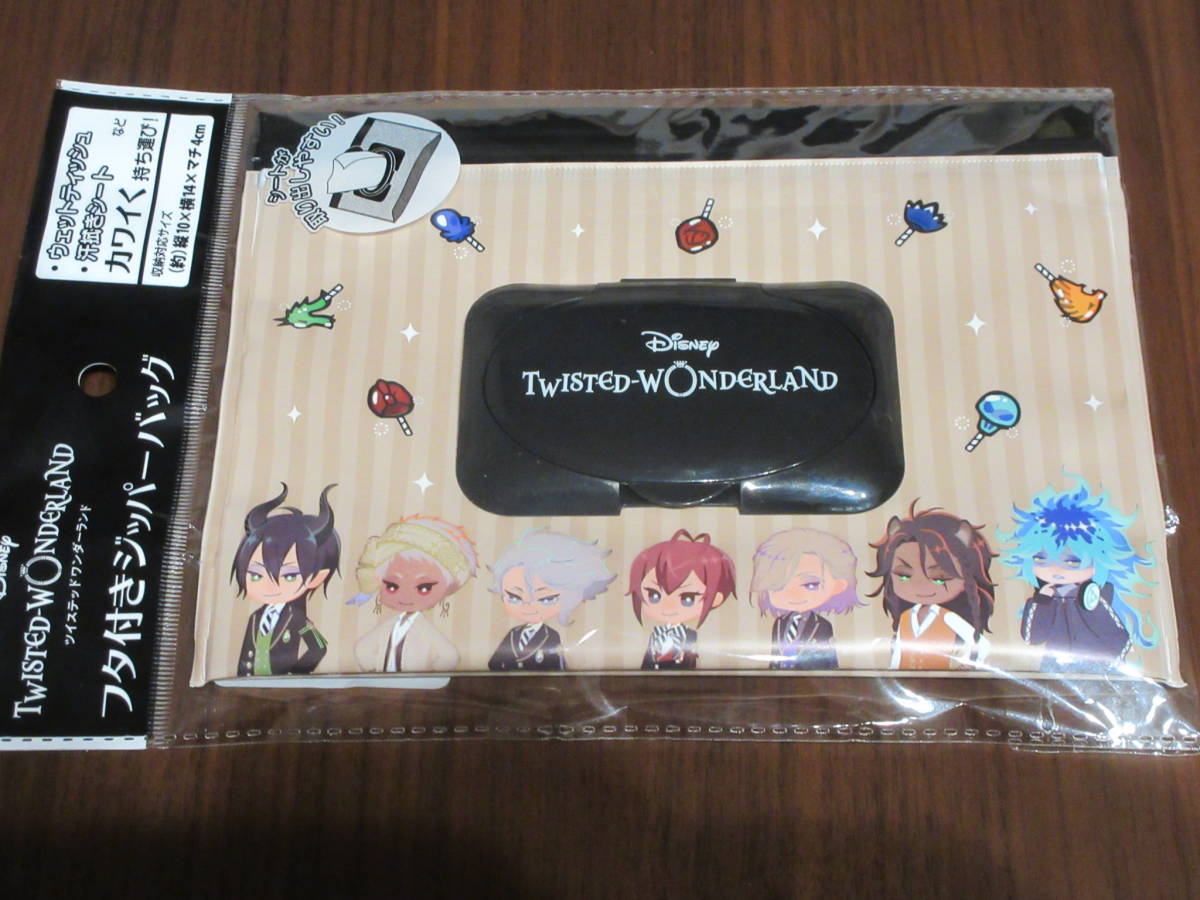 ・ウェットティッシュ
・汗拭きシート など
カワイく 持ち運び!
収納対応サイズ
(約)縦10×横14×マチ4cm
シートが
取り出しやすい!
Disney
TWISTED-WONDERLAND
Disney
TWISTED-WONDERLAND
ツイステッドワンダーランド
フタ付きジッパーバッグ